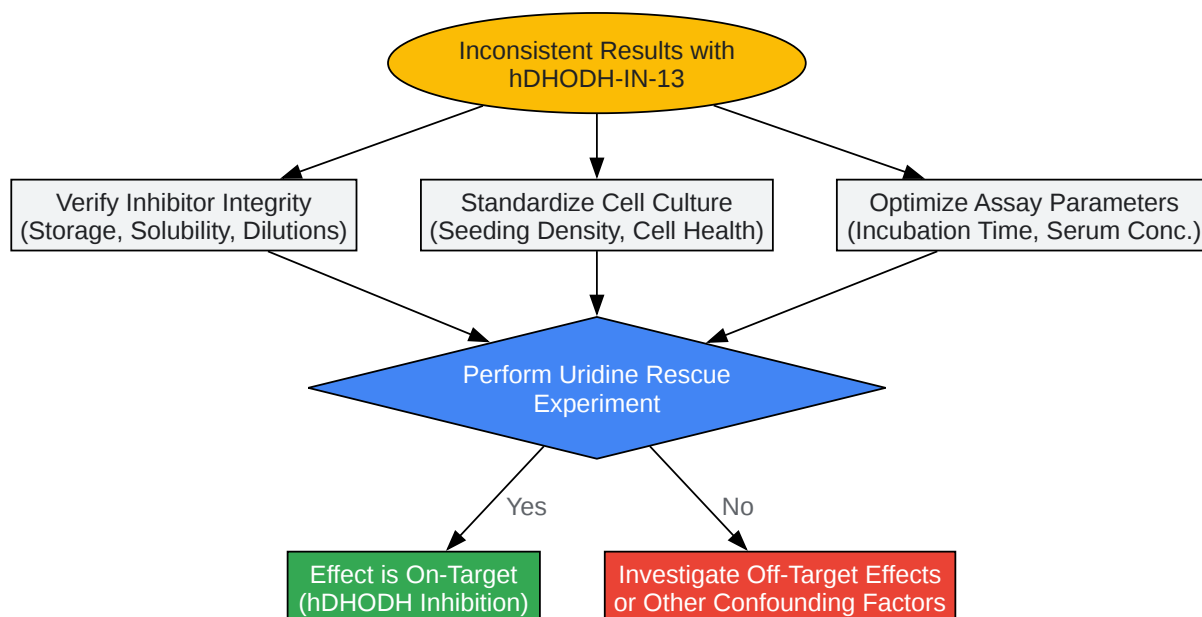 Inconsistent Results with
hDHODH-IN-13
Verify Inhibitor Integrity
(Storage, Solubility, Dilutions)
Standardize Cell Culture
(Seeding Density, Cell Health)
Optimize Assay Parameters
(Incubation Time, Serum Conc.)
Perform Uridine Rescue
Experiment
Yes
No
Effect is On-Target
(hDHODH Inhibition)
Investigate Off-Target Effects
or Other Confounding Factors